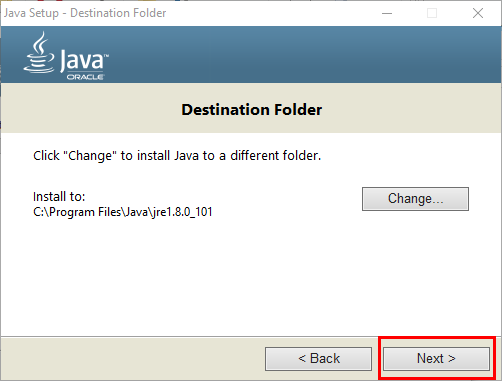 Java Setup - Destination Folder
Java™
ORACLE
Destination Folder
Click "Change" to install Java to a different folder.
Install to:
Change...
C:\Program Files\Java\jre1.8.0_101
< Back
Next >